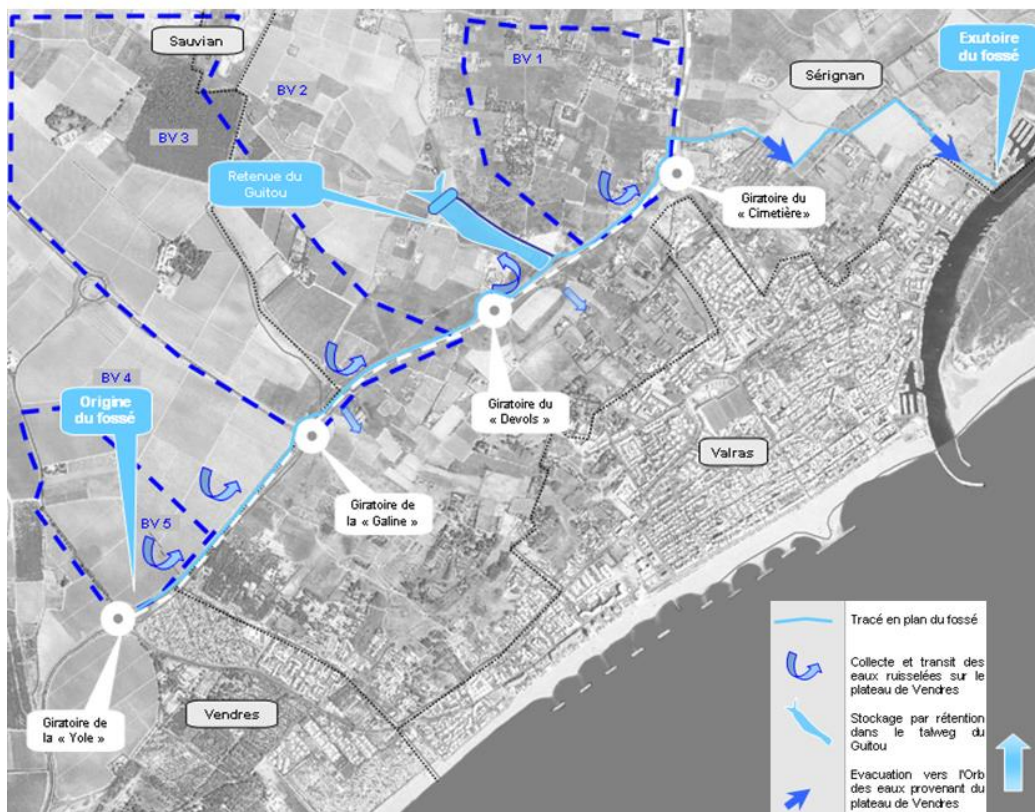 Sauvian
BV 1
Sérignan
Exutoire
du fossé
BV 2
BV 3
Retenue du
Guitou
Giratoire du
« Cimetière»
BV 4
Origine
du fossé
Giratoire du
« Devols »
Valras
Giratoire de
la « Galine »
BV 5
Vendres
Giratoire de
la « Yole »
Tracé en plan du fossé
Collecte et transit des
eaux ruisselées sur le
plateau de Vendres
Stockage par rétention
dans le talweg du
Guitou
Evacuation vers l'Orb
des eaux provenant du
plateau de Vendres